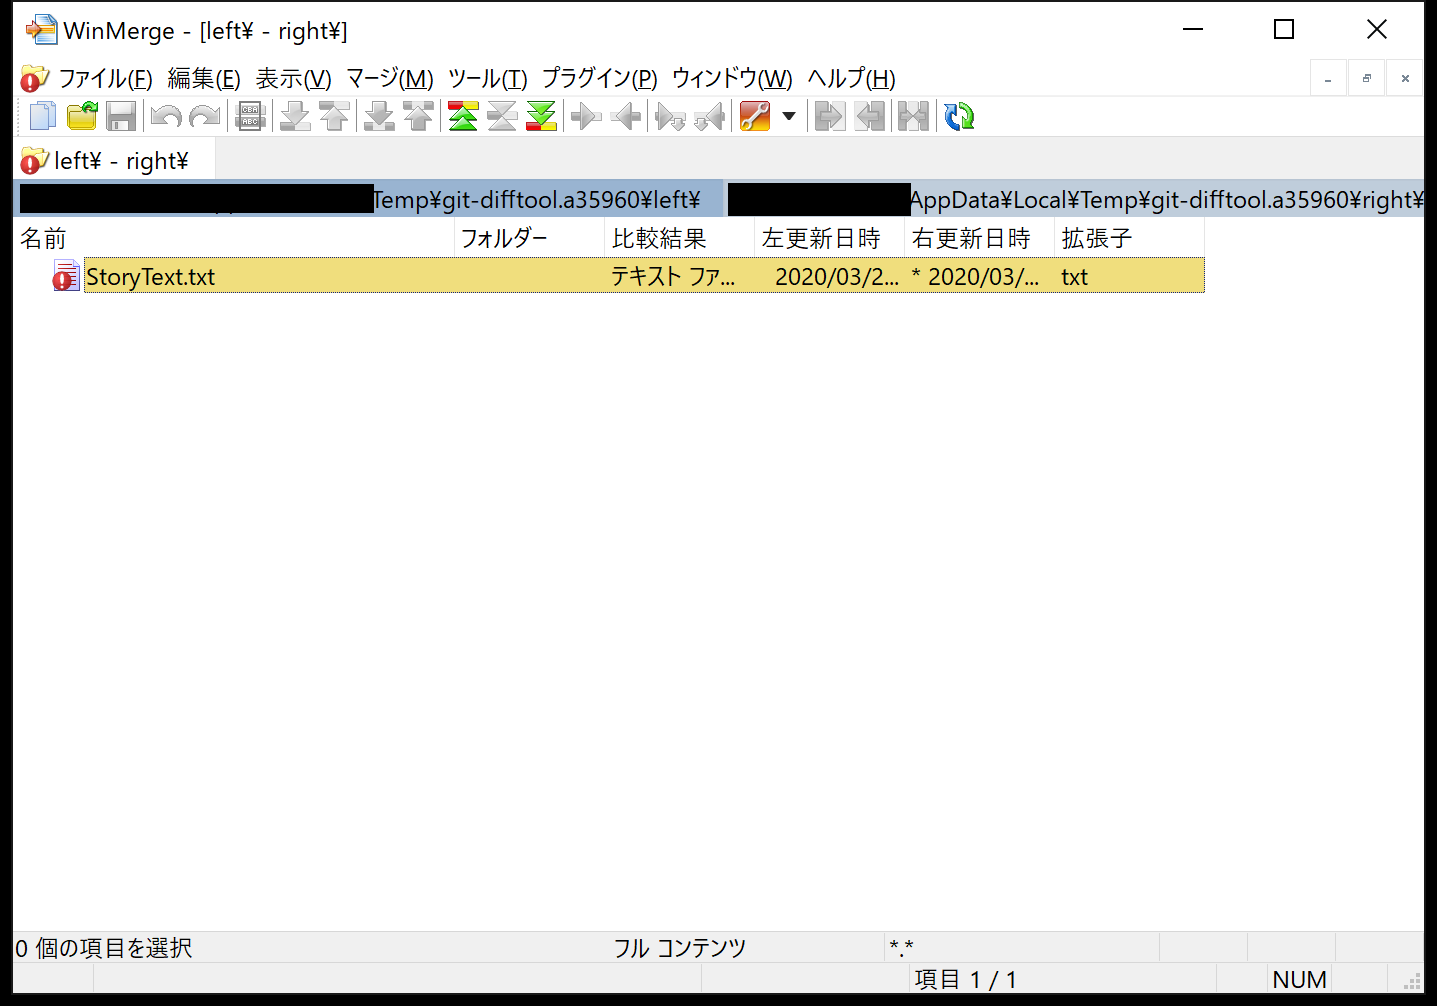 WinMerge - [left¥ - right¥]
ファイル(F) 編集(E) 表示(V) マージ(M) ツール(T) プラグイン(P) ウィンドウ(W) ヘルプ(H)
left¥ - right¥
Temp¥git-difftool.a35960¥left¥ AppData¥Local¥Temp¥git-difftool.a35960¥right¥
名前 フォルダー 比較結果 左更新日時 右更新日時 拡張子
StoryText.txt テキスト ファ... 2020/03/2... * 2020/03/... txt
0 個の項目を選択 フル コンテンツ *.*
項目 1 / 1 NUM